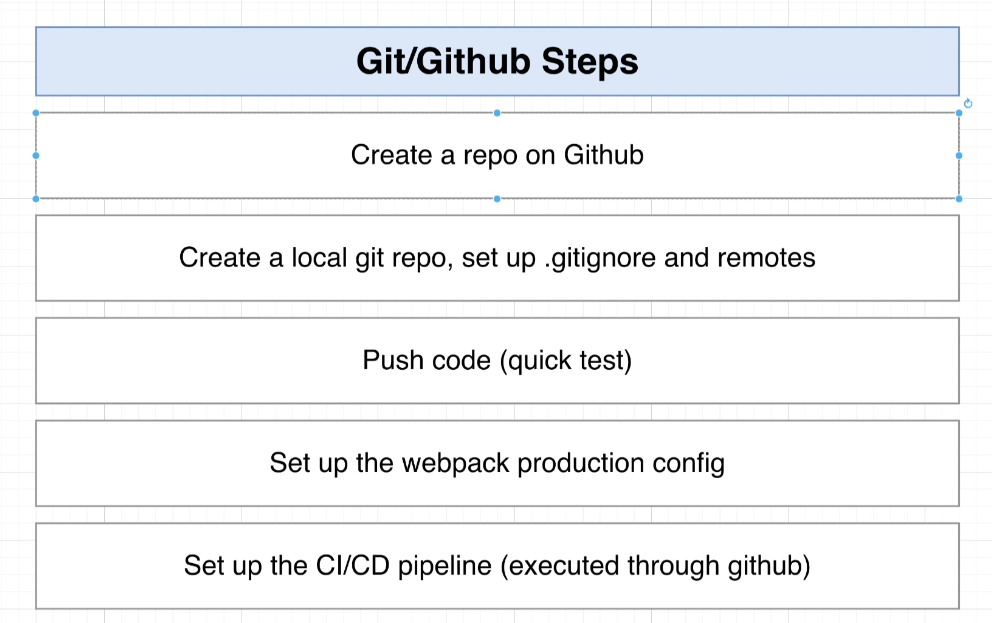 Git/Github Steps
Create a repo on Github
Create a local git repo, set up .gitignore and remotes
Push code (quick test)
Set up the webpack production config
Set up the CI/CD pipeline (executed through github)